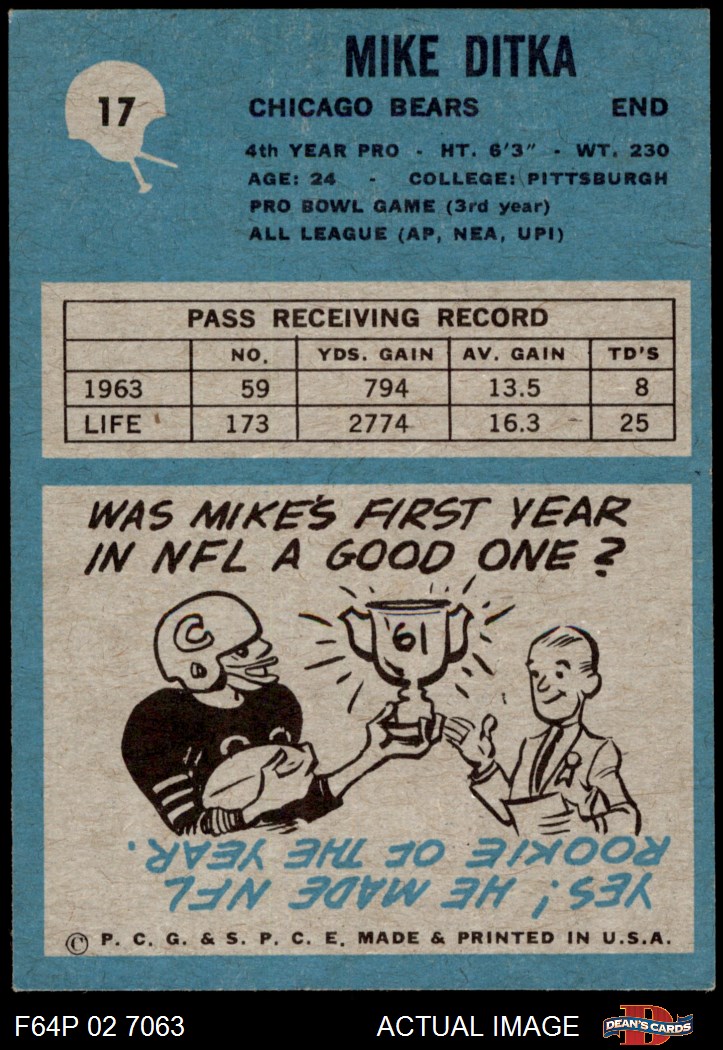 17
MIKE DITKA
CHICAGO BEARS END
4th YEAR PRO - HT. 6'3" - WT. 230
AGE: 24 - COLLEGE: PITTSBURGH
PRO BOWL GAME (3rd year)
ALL LEAGUE (AP, NEA, UPI)
PASS RECEIVING RECORD
NO. YDS. GAIN AV. GAIN TD'S
1963 59 794 13.5 8
LIFE 173 2774 16.3 25
WAS MIKE'S FIRST YEAR
IN NFL A GOOD ONE?
C
61
YES! HE MADE NFL
ROOKIE OF THE YEAR.
© P. C. G. & S. P. C. E. MADE & PRINTED IN U.S.A.
F64P 02 7063 ACTUAL IMAGE
D
DEAN'S CARDS